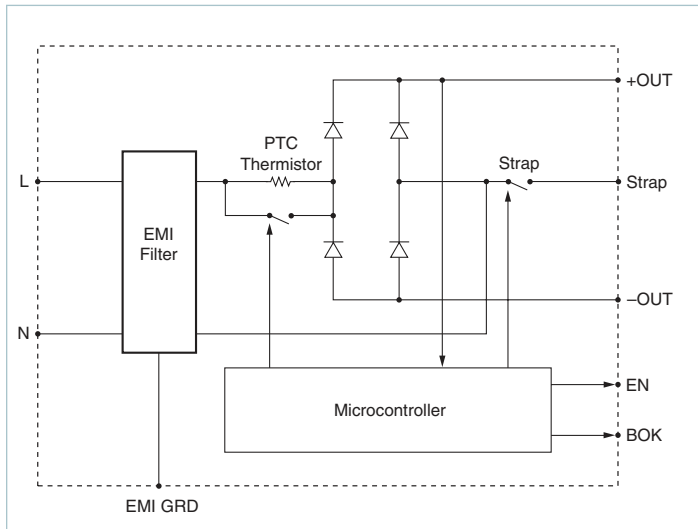 +OUT
PTC
Thermistor
Strap
L
Strap
EMI
Filter
–OUT
N
EN
Microcontroller
BOK
EMI GRD